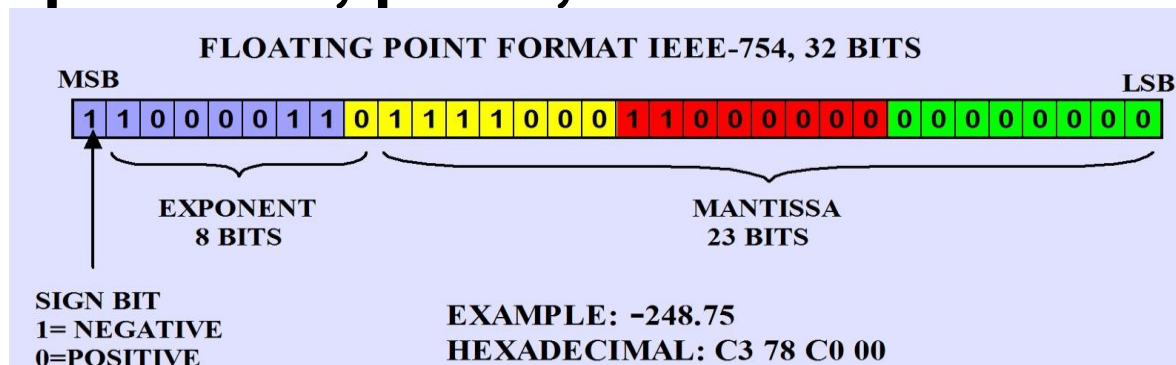 FLOATING POINT FORMAT IEEE-754, 32 BITS
MSB
LSB
1 1 0 0 0 0 1 1 0 1 1 1 1 0 0 0 1 1 0 0 0 0 0 0 0 0 0 0 0 0 0 0
EXPONENT
8 BITS
MANTISSA
23 BITS
SIGN BIT
1= NEGATIVE
0=POSITIVE
EXAMPLE: -248.75
HEXADECIMAL: C3 78 C0 00